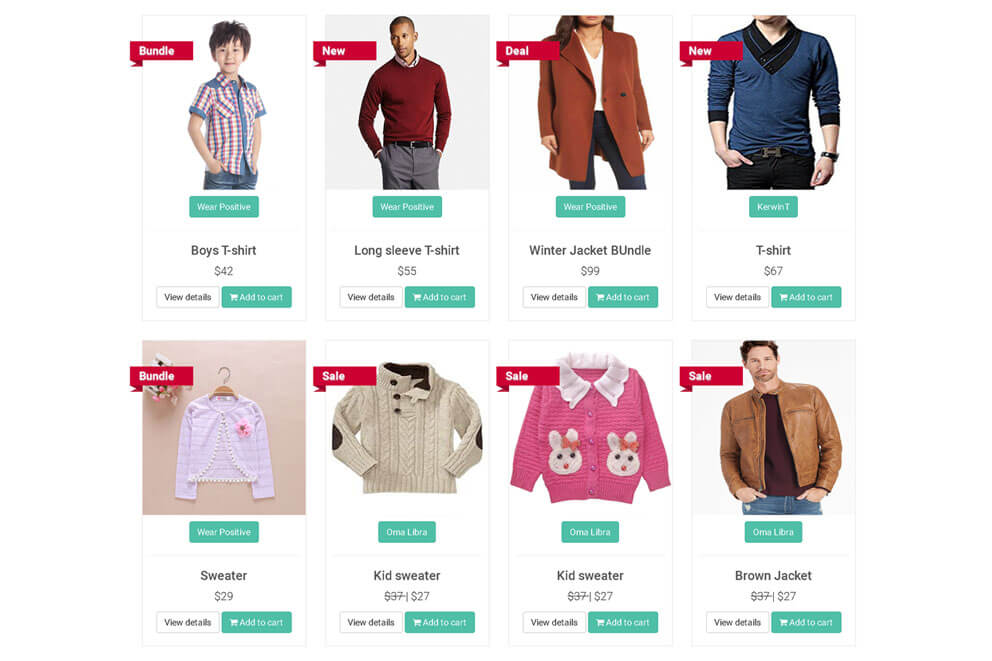 Bundle
New
Deal
New
Wear Positive
Wear Positive
Wear Positive
KerwinT
Boys T-shirt
Long sleeve T-shirt
Winter Jacket BUndle
T-shirt
$42
$55
$99
$67
View details Add to cart
View details Add to cart
View details Add to cart
View details Add to cart
Bundle
Sale
Sale
Sale
Wear Positive
Oma Libra
Oma Libra
Oma Libra
Sweater
Kid sweater
Kid sweater
Brown Jacket
$29
$37 | $27
$37 | $27
$37 | $27
View details Add to cart
View details Add to cart
View details Add to cart
View details Add to cart